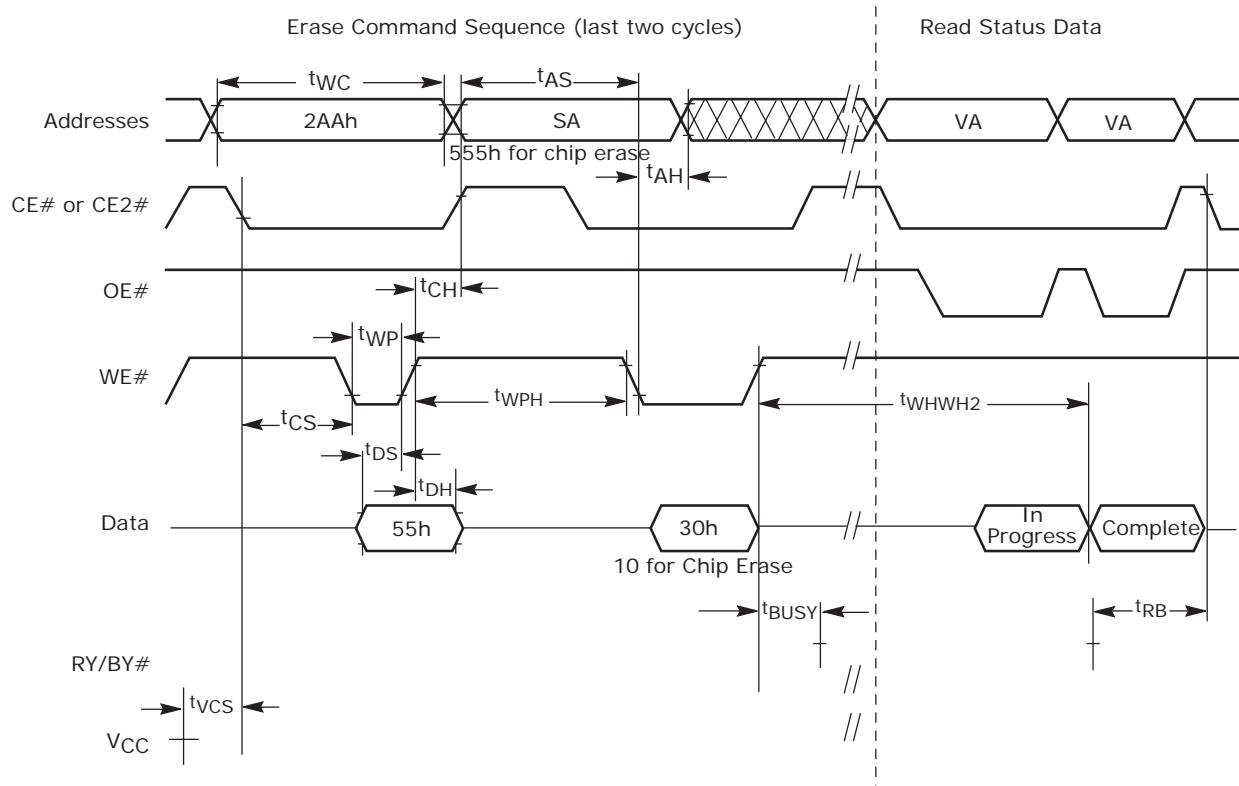 Erase Command Sequence (last two cycles)
Read Status Data
tWC
tAS
Addresses
2AAh
SA
VA
VA
555h for chip erase
tAH
CE# or CE2#
OE#
tCH
tWP
WE#
tWPH
tWHWH2
tCS
tDS
tDH
Data
55h
30h
In
Progress
Complete
10 for Chip Erase
tBUSY
tRB
RY/BY#
tVCS
VCC